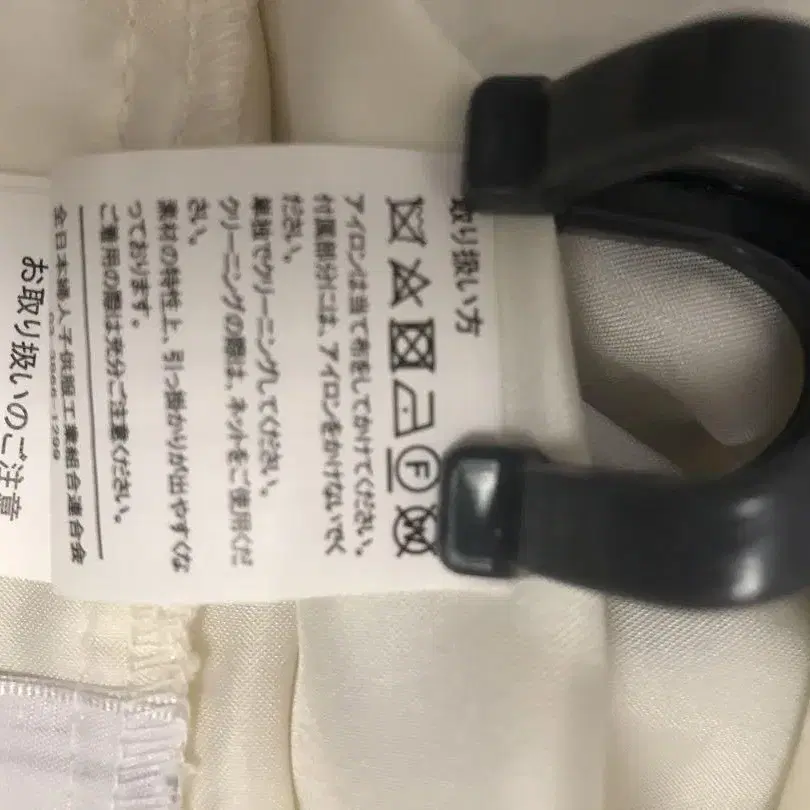 取り扱い方
F
W
アイロンは当て布をしてかけてください。
付属部分には、アイロンをかけないでく
ださい。
単独でクリーニングしてください。
クリーニングの際は、ネットをご使用くだ
さい。
素材の特性上、引っ掛かりが出やすくな
っております。
ご着用の際は充分ご注意ください。
全日本婦人子供服工業組合連合会
お取り扱いのご注意